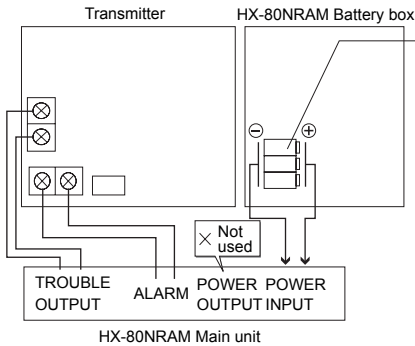 Transmitter
HX-80NRAM Battery box
⊖ ⊕
× Not
used
TROUBLE
OUTPUT
ALARM
POWER
OUTPUT
POWER
INPUT
HX-80NRAM Main unit